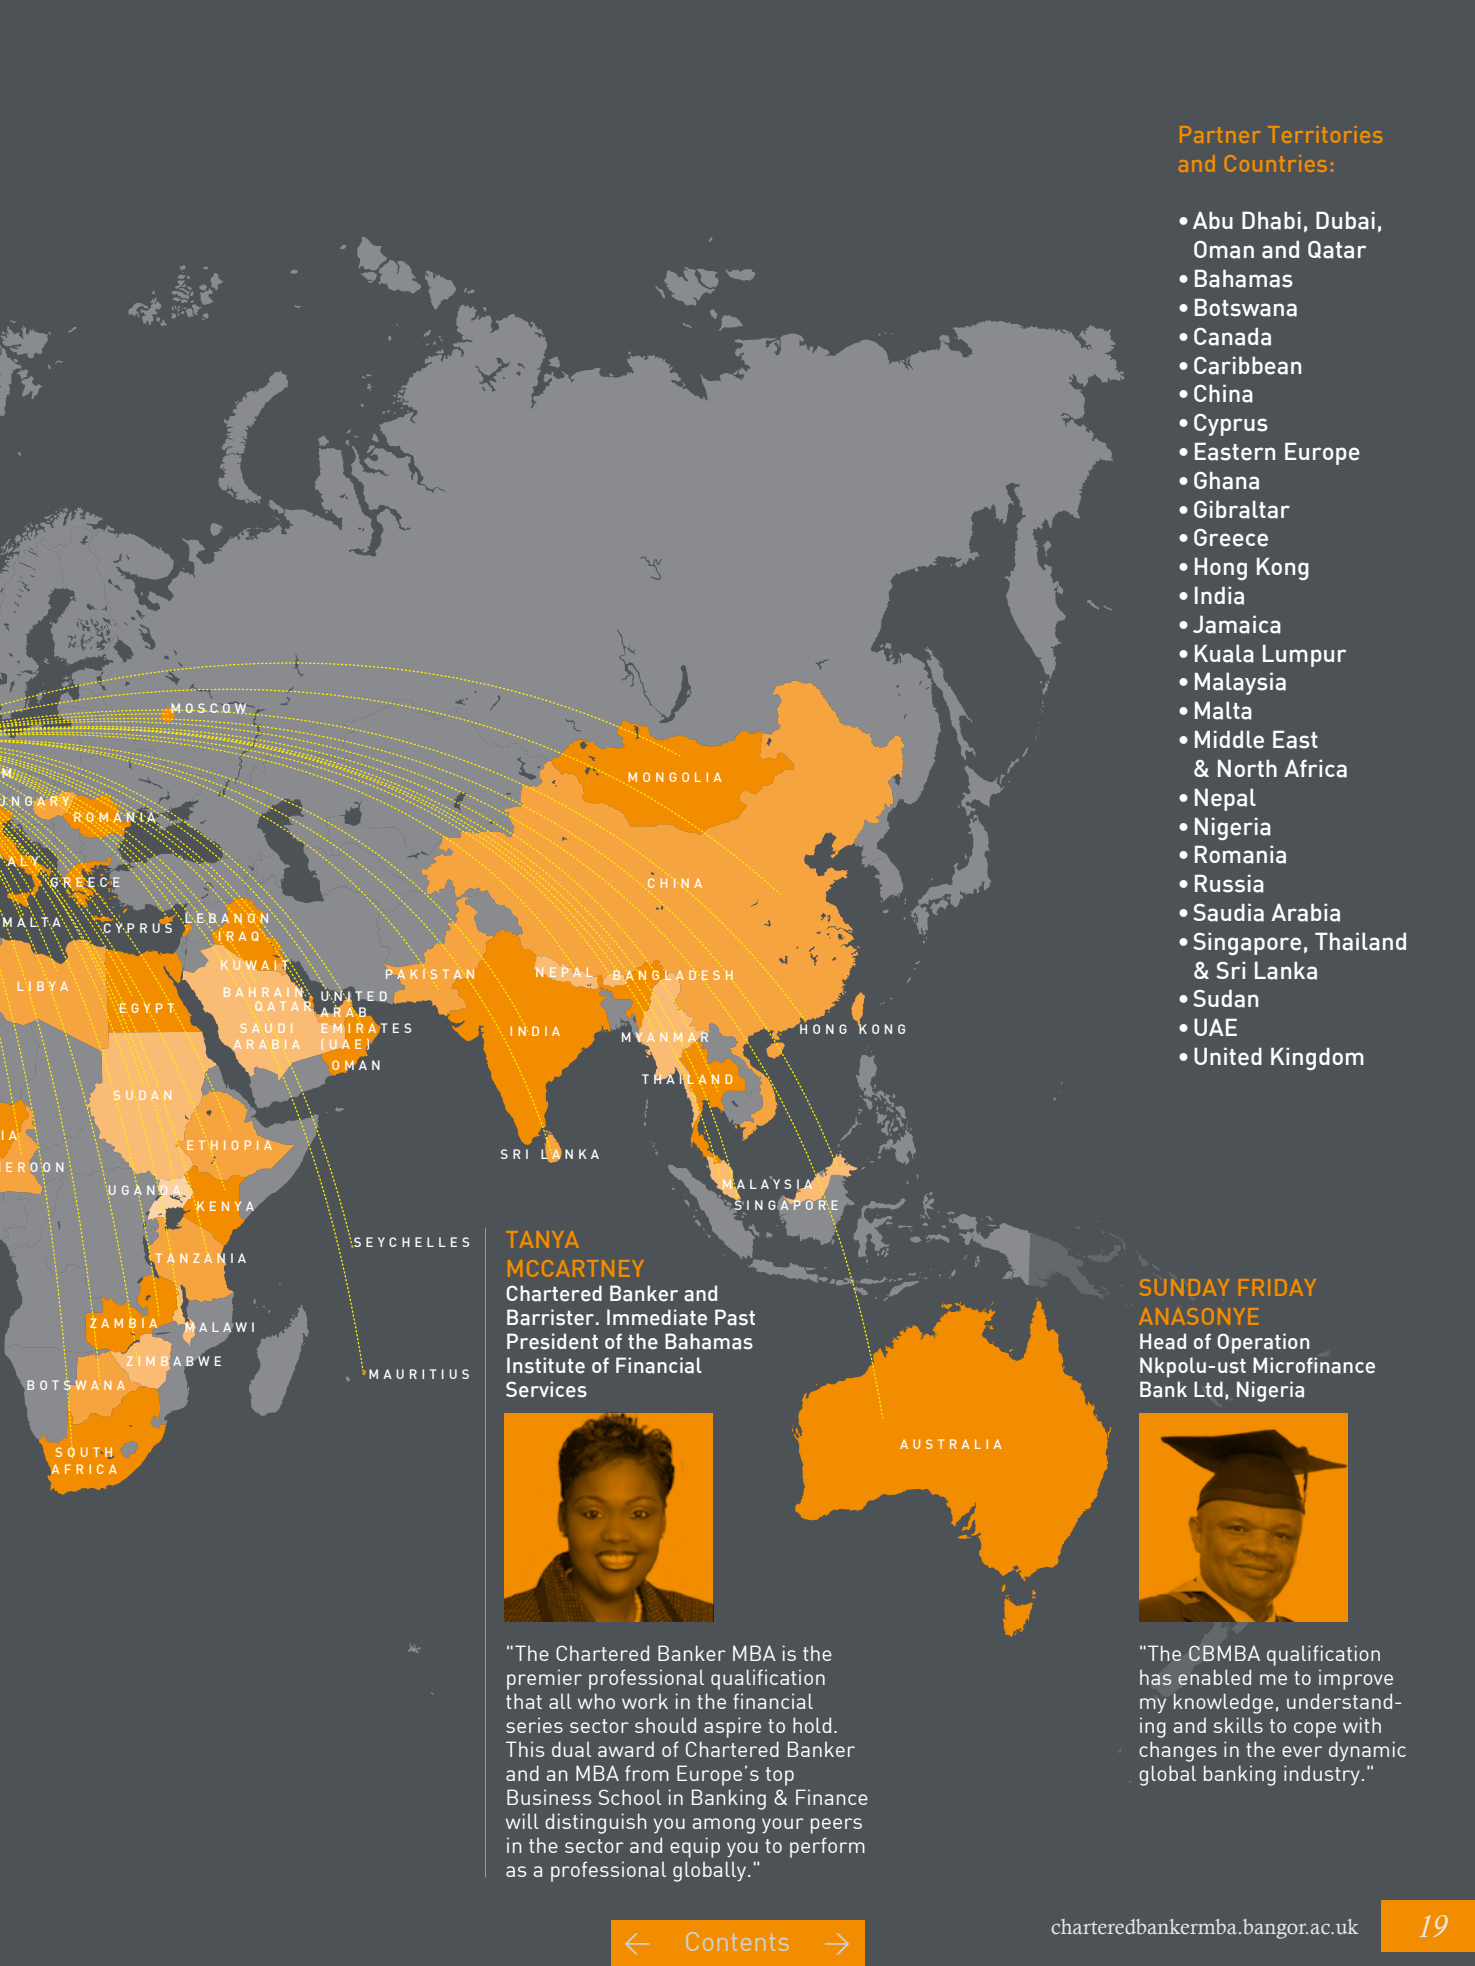 Partner Territories
and Countries:
• Abu Dhabi, Dubai,
Oman and Qatar
• Bahamas
• Botswana
• Canada
• Caribbean
• China
• Cyprus
• Eastern Europe
• Ghana
• Gibraltar
• Greece
• Hong Kong
• India
• Jamaica
• Kuala Lumpur
• Malaysia
• Malta
• Middle East
& North Africa
• Nepal
• Nigeria
• Romania
• Russia
• Saudia Arabia
• Singapore, Thailand
& Sri Lanka
• Sudan
• UAE
• United Kingdom
MOSCOW
M
UNGARY
ROMANIA
ALY
GREECE
MALTA
CYPRUS
LEBANON
IRAQ
KUWAIT
LIBYA
EGYPT
BAHRAIN
QATAR
SAUDI
ARABIA
UNITED
ARAB
EMIRATES
(UAE)
OMAN
PAKISTAN
NEPAL
BANGLADESH
MONGOLIA
CHINA
INDIA
MYANMAR
HONG KONG
THAILAND
SRI LANKA
MALAYSIA
SINGAPORE
SUDAN
IA
EROON
ETHIOPIA
UGANDA
KENYA
TANZANIA
SEYCHELLES
ZAMBIA
MALAWI
ZIMBABWE
BOTSWANA
MAURITIUS
SOUTH
AFRICA
AUSTRALIA
TANYA
MCCARTNEY
Chartered Banker and
Barrister. Immediate Past
President of the Bahamas
Institute of Financial
Services
"The Chartered Banker MBA is the
premier professional qualification
that all who work in the financial
series sector should aspire to hold.
This dual award of Chartered Banker
and an MBA from Europe's top
Business School in Banking & Finance
will distinguish you among your peers
in the sector and equip you to perform
as a professional globally."
SUNDAY FRIDAY
ANASONYE
Head of Operation
Nkpolu-ust Microfinance
Bank Ltd, Nigeria
"The CBMBA qualification
has enabled me to improve
my knowledge, understand-
ing and skills to cope with
changes in the ever dynamic
global banking industry."
← Contents →
charteredbankermba.bangor.ac.uk
19